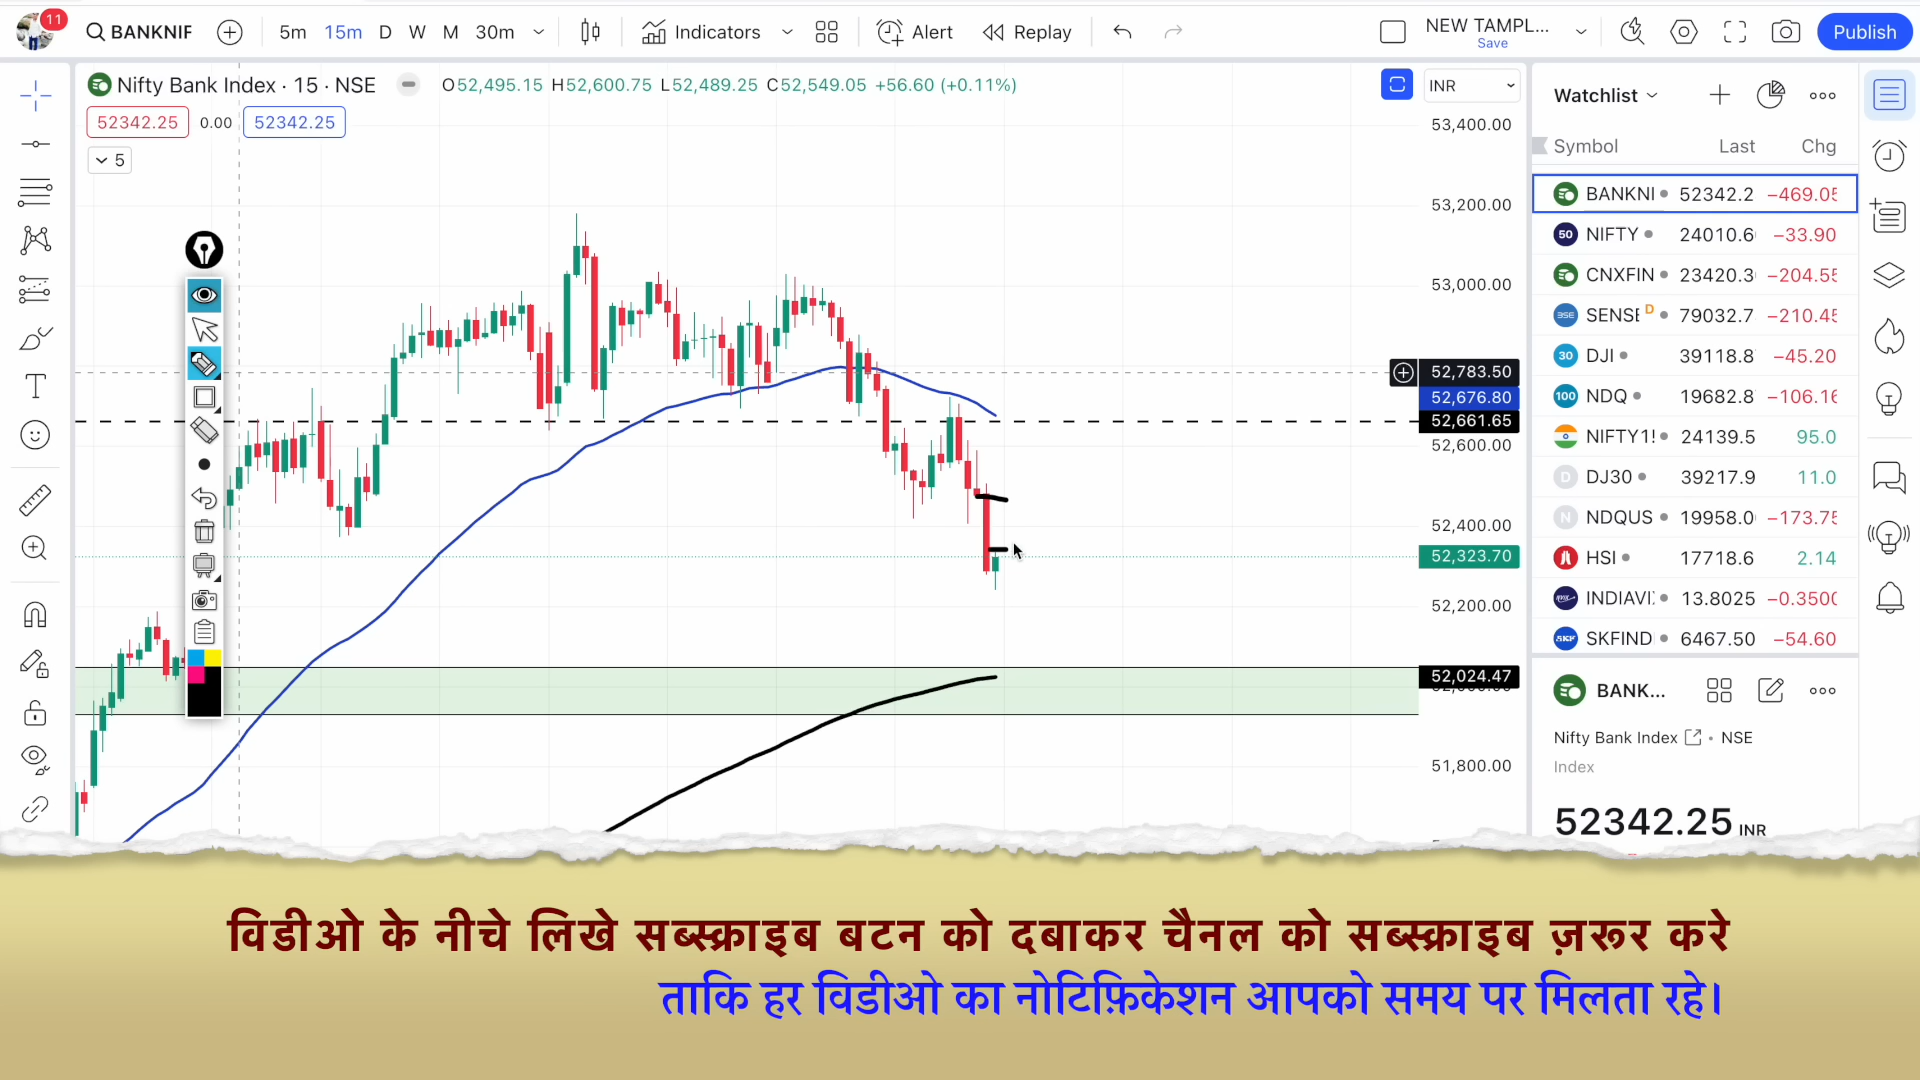 11
BANKNIF
5m 15m D W M 30m
Indicators
Alert
Replay
NEW TAMPL...
Save
Publish
Nifty Bank Index · 15 · NSE
O52,495.15 H52,600.75 L52,489.25 C52,549.05 +56.60 (+0.11%)
INR
52342.25 0.00 52342.25
5
53,400.00
53,200.00
53,000.00
52,783.50
52,676.80
52,661.65
52,600.00
52,400.00
52,323.70
52,200.00
52,024.47
51,800.00
Watchlist
Symbol Last Chg
BANKNI 52342.2 −469.05
50 NIFTY 24010.6 −33.90
CNXFIN 23420.3 −204.55
BSE SENSE D 79032.7 −210.45
30 DJI 39118.8 −45.20
100 NDQ 19682.8 −106.16
NIFTY1! 24139.5 95.0
D DJ30 39217.9 11.0
N NDQUS 19958.0 −173.75
HSI 17718.6 2.14
INDIAVI 13.8025 −0.3500
SKF SKFIND 6467.50 −54.60
BANK...
Nifty Bank Index • NSE
Index
52342.25 INR
विडीओ के नीचे लिखे सब्स्क्राइब बटन को दबाकर चैनल को सब्स्क्राइब ज़रूर करे
ताकि हर विडीओ का नोटिफ़िकेशन आपको समय पर मिलता रहे।